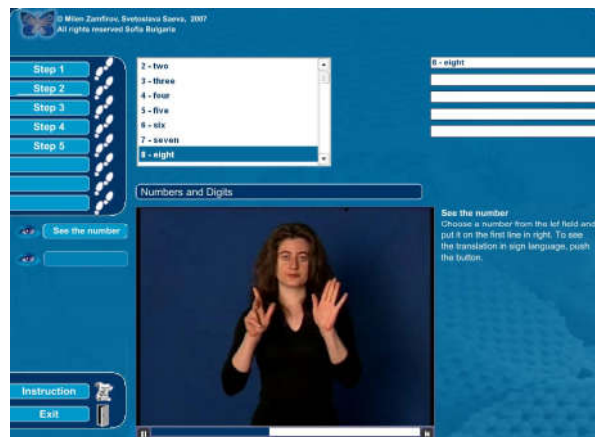 © Milen Zamfirov, Svetoslava Saeva, 2007
All rights reserved Sofia Bulgaria
Step 1
Step 2
Step 3
Step 4
Step 5
See the number
Instruction
Exit
2 - two
3 - three
4 - four
5 - five
6 - six
7 - seven
8 - eight
Numbers and Digits
8 - eight
See the number
Choose a number from the lef field and
put it on the first line in right. To see
the translation in sign language, push
the button.